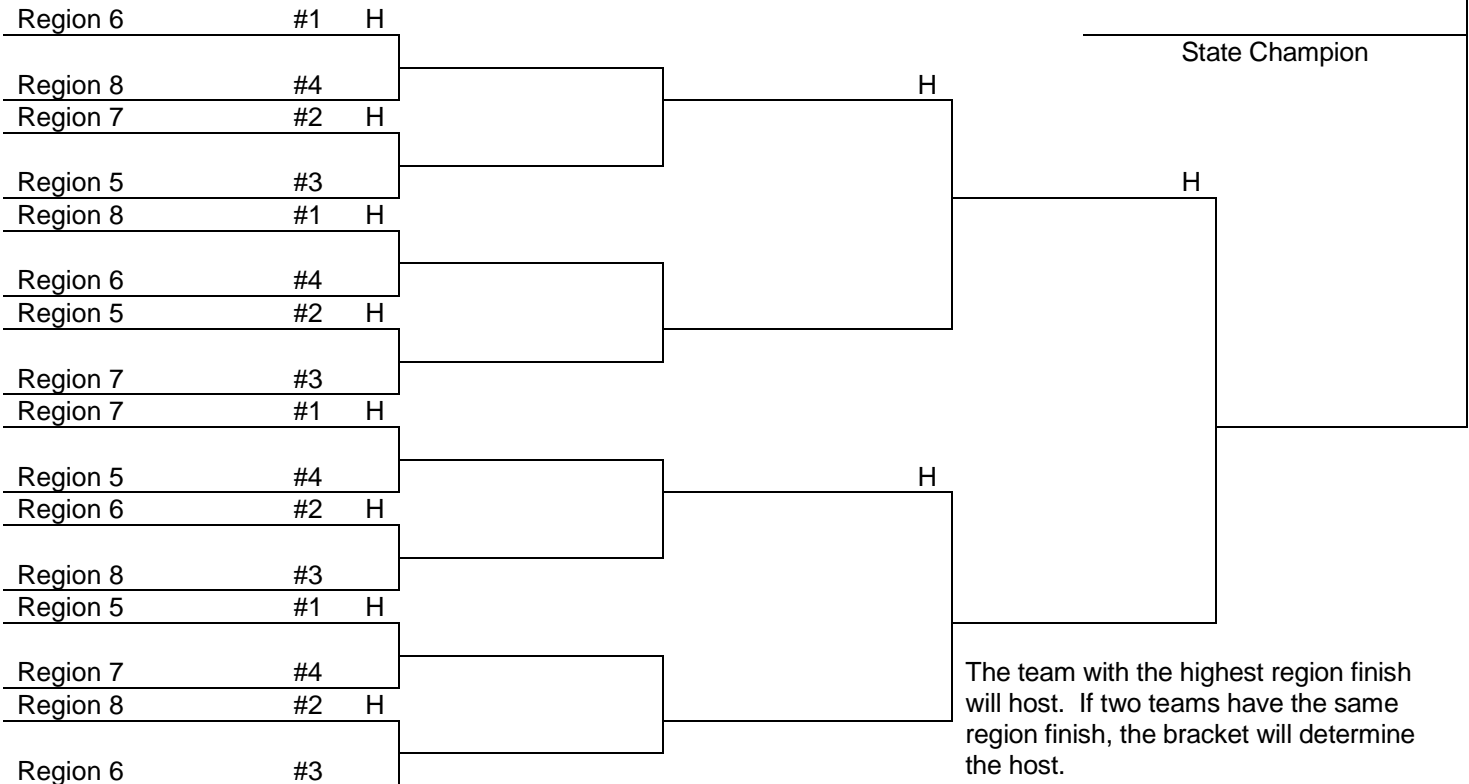 Region 6 #1 H
State Champion
Region 8 #4 H
Region 7 #2 H
Region 5 #3 H
Region 8 #1 H
Region 6 #4
Region 5 #2 H
Region 7 #3
Region 7 #1 H
Region 5 #4 H
Region 6 #2 H
Region 8 #3
Region 5 #1 H
Region 7 #4
Region 8 #2 H
Region 6 #3
The team with the highest region finish
will host. If two teams have the same
region finish, the bracket will determine
the host.